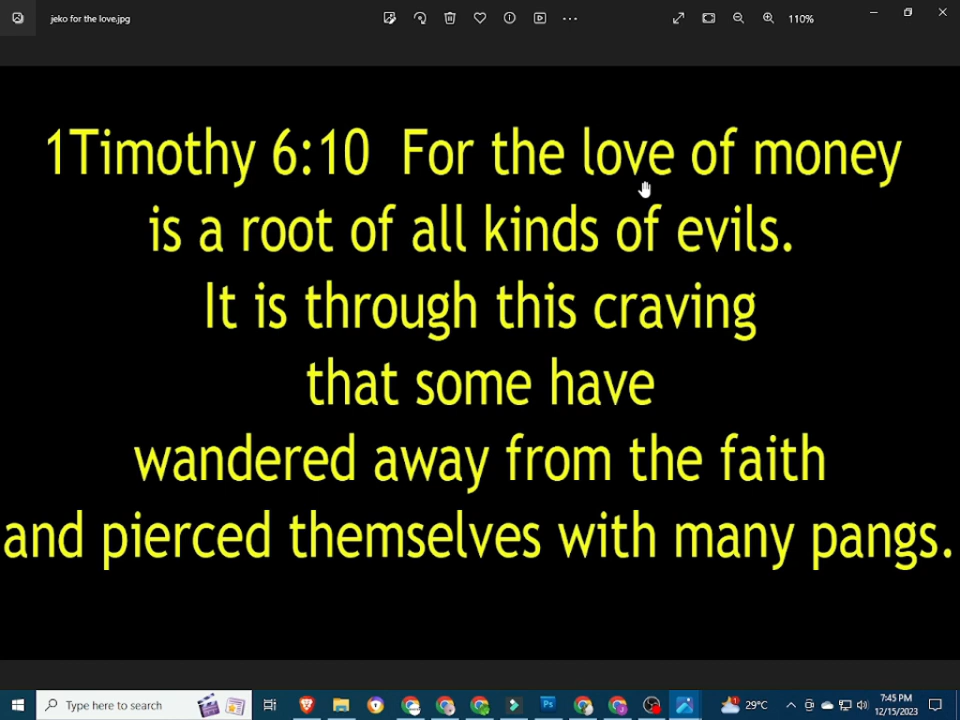 jeko for the love.jpg
110%
1Timothy 6:10  For the love of money
is a root of all kinds of evils.
It is through this craving
that some have
wandered away from the faith
and pierced themselves with many pangs.
Type here to search
Ps
29°C
7:45 PM
12/15/2023